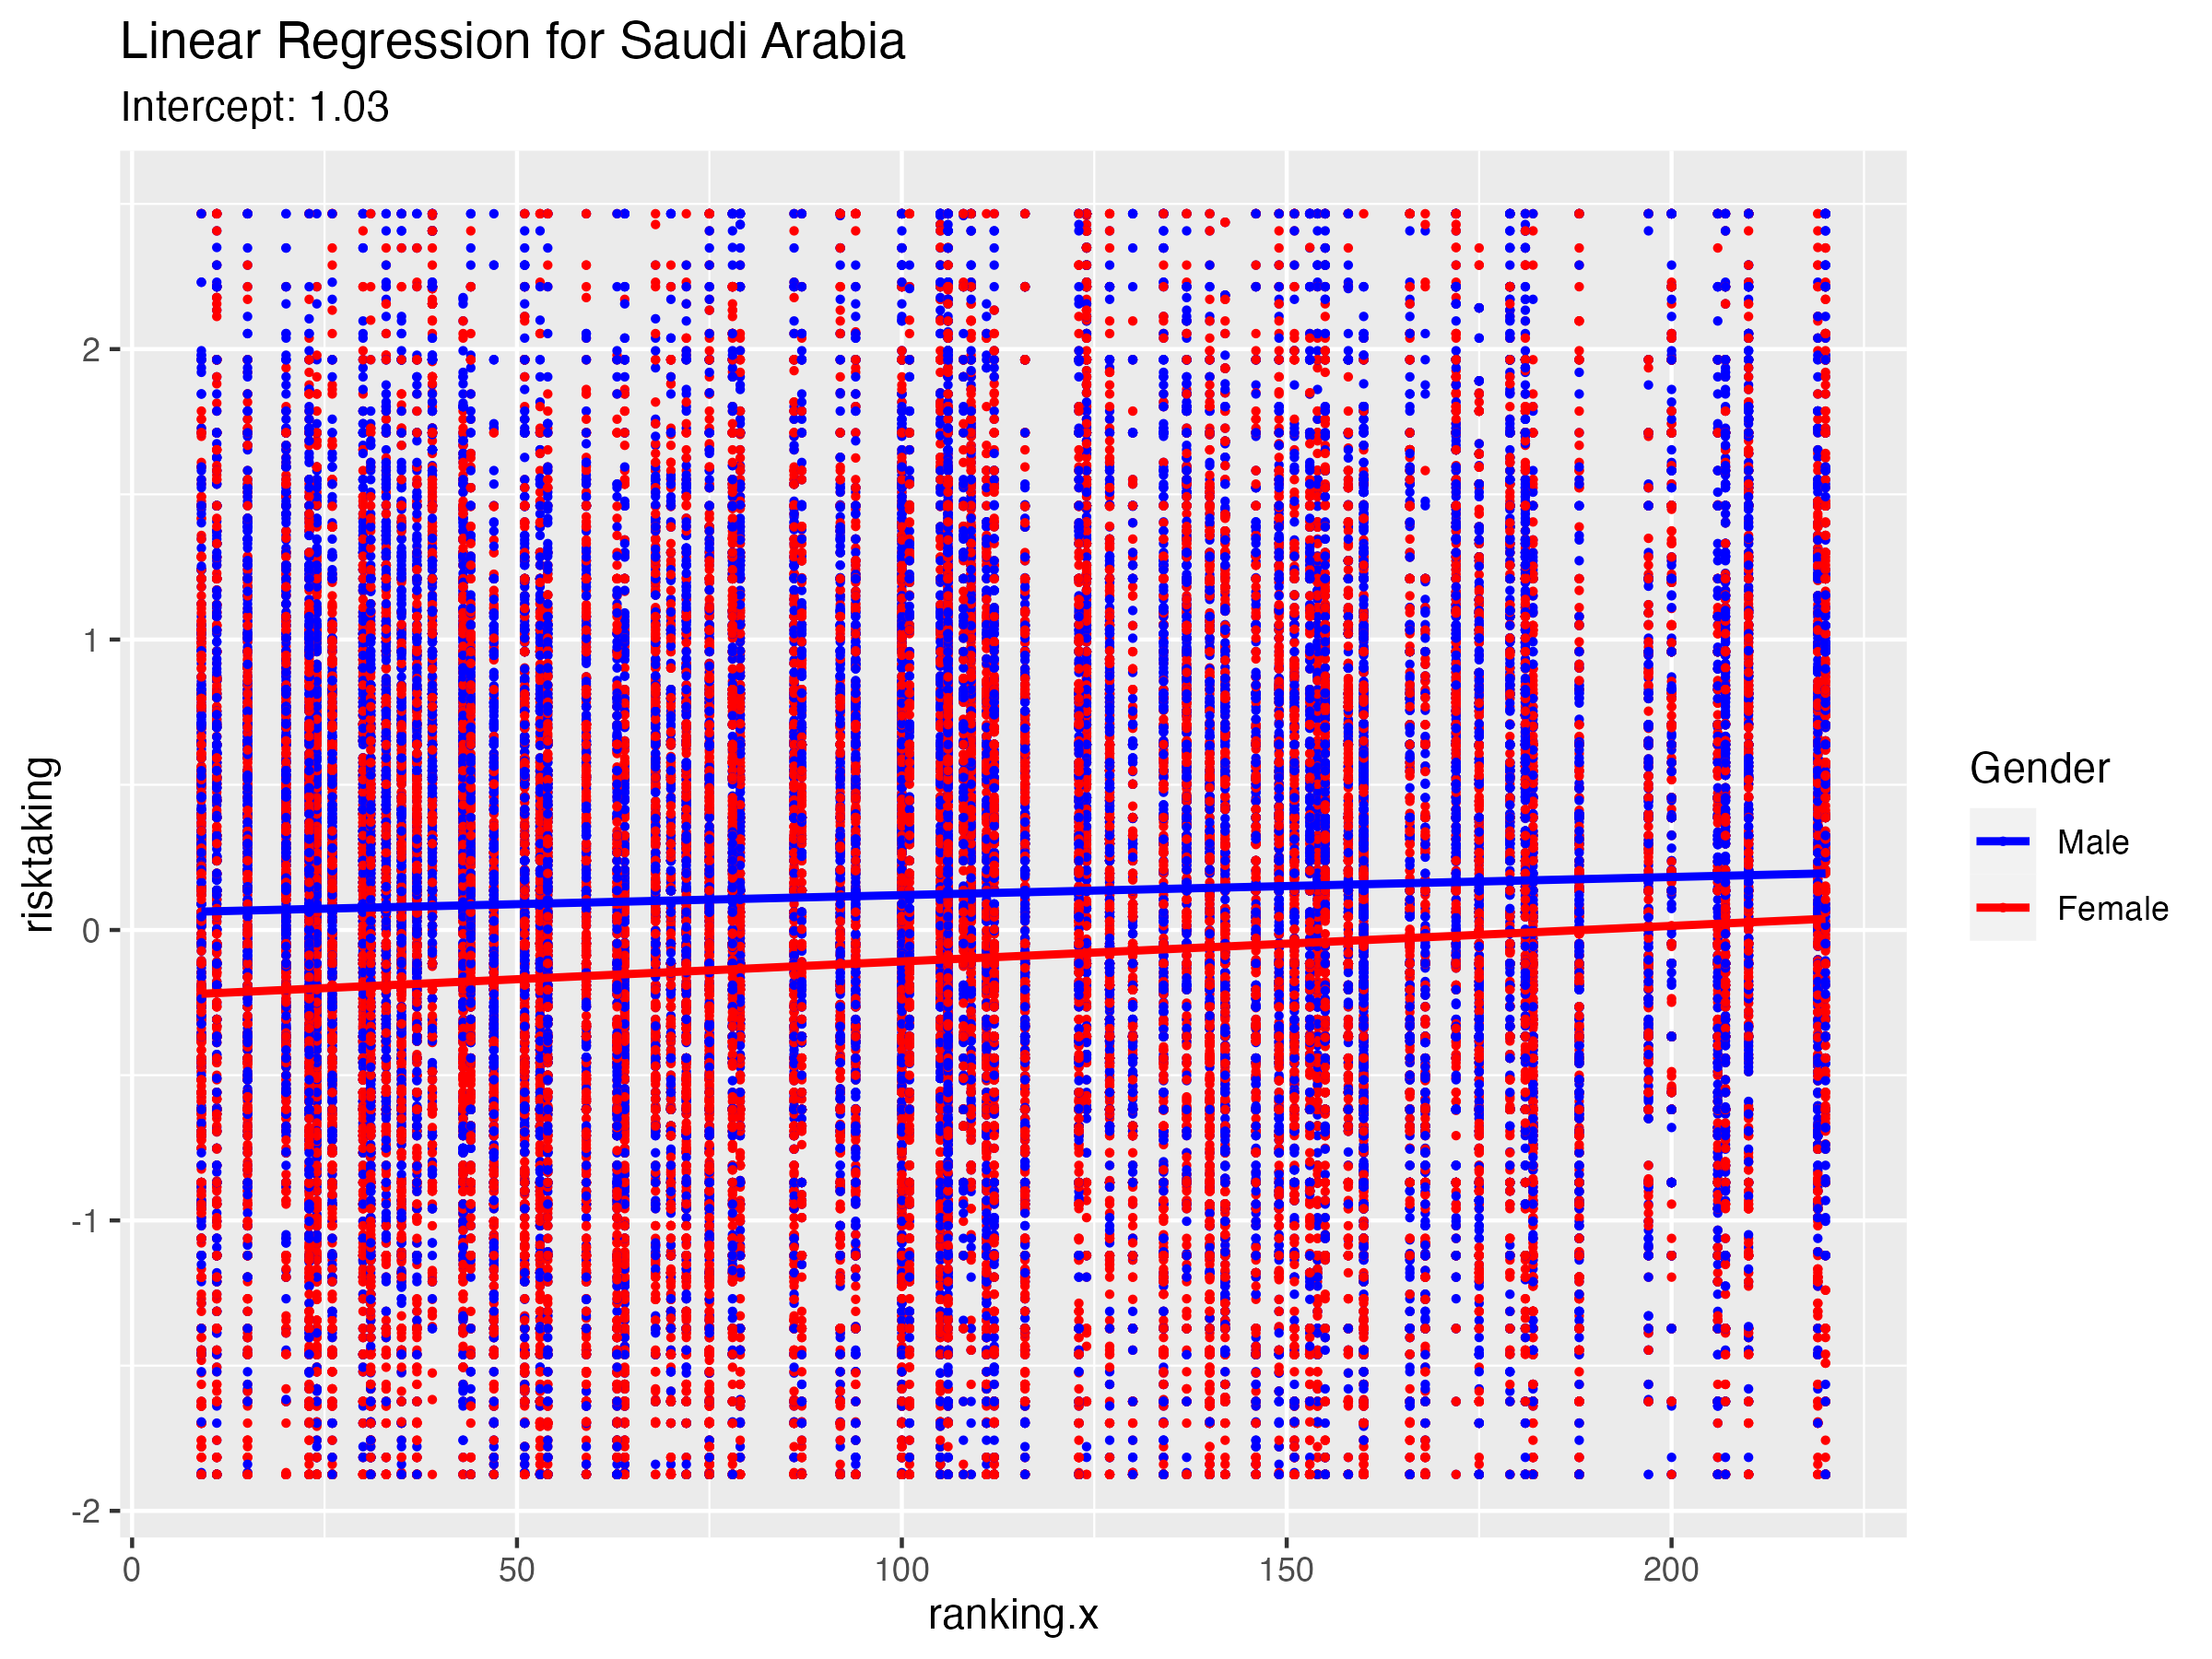 Linear Regression for Saudi Arabia
Intercept: 1.03
risktaking
2
1
0
-1
-2
0
50
100
150
200
ranking.x
Gender
Male
Female